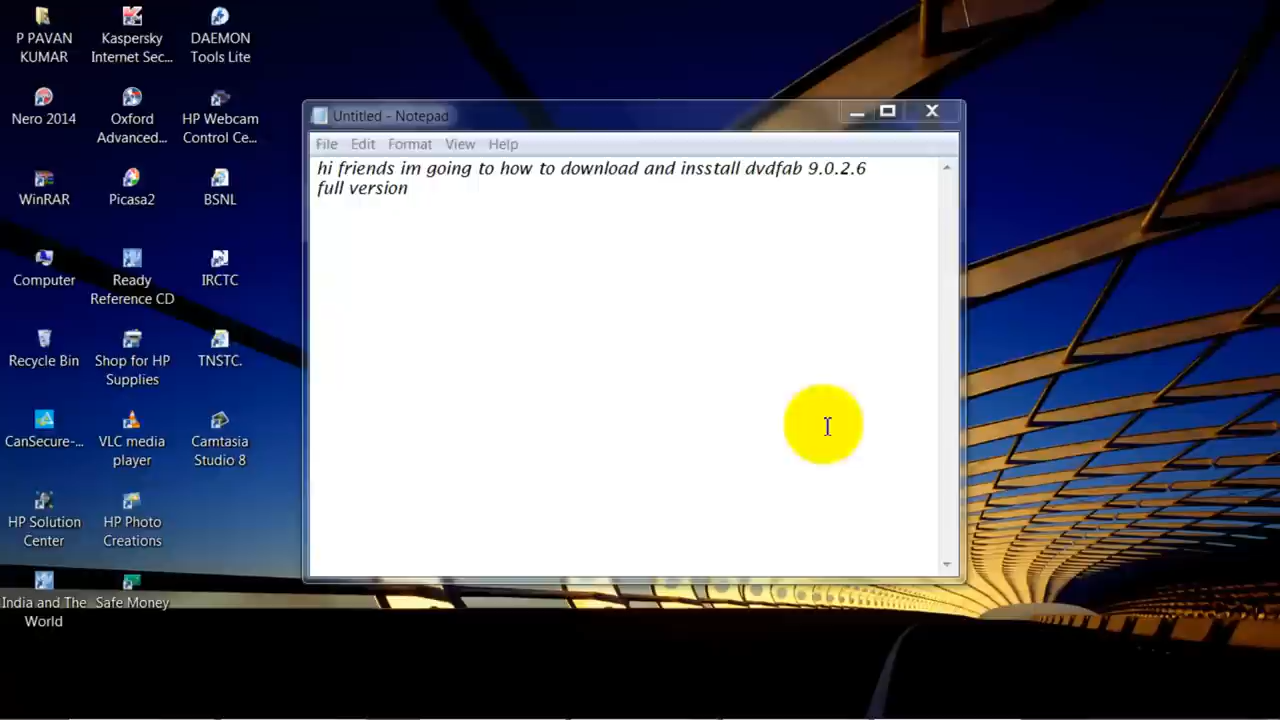 P PAVAN
KUMAR
Kaspersky
Internet Sec...
DAEMON
Tools Lite
Nero 2014
Oxford
Advanced...
HP Webcam
Control Ce...
WinRAR
Picasa2
BSNL
Computer
Ready
Reference CD
IRCTC
Recycle Bin
Shop for HP
Supplies
TNSTC.
CanSecure-...
VLC media
player
Camtasia
Studio 8
HP Solution
Center
HP Photo
Creations
India and The
World
Safe Money
Untitled - Notepad
File Edit Format View Help
hi friends im going to how to download and insstall dvdfab 9.0.2.6
full version